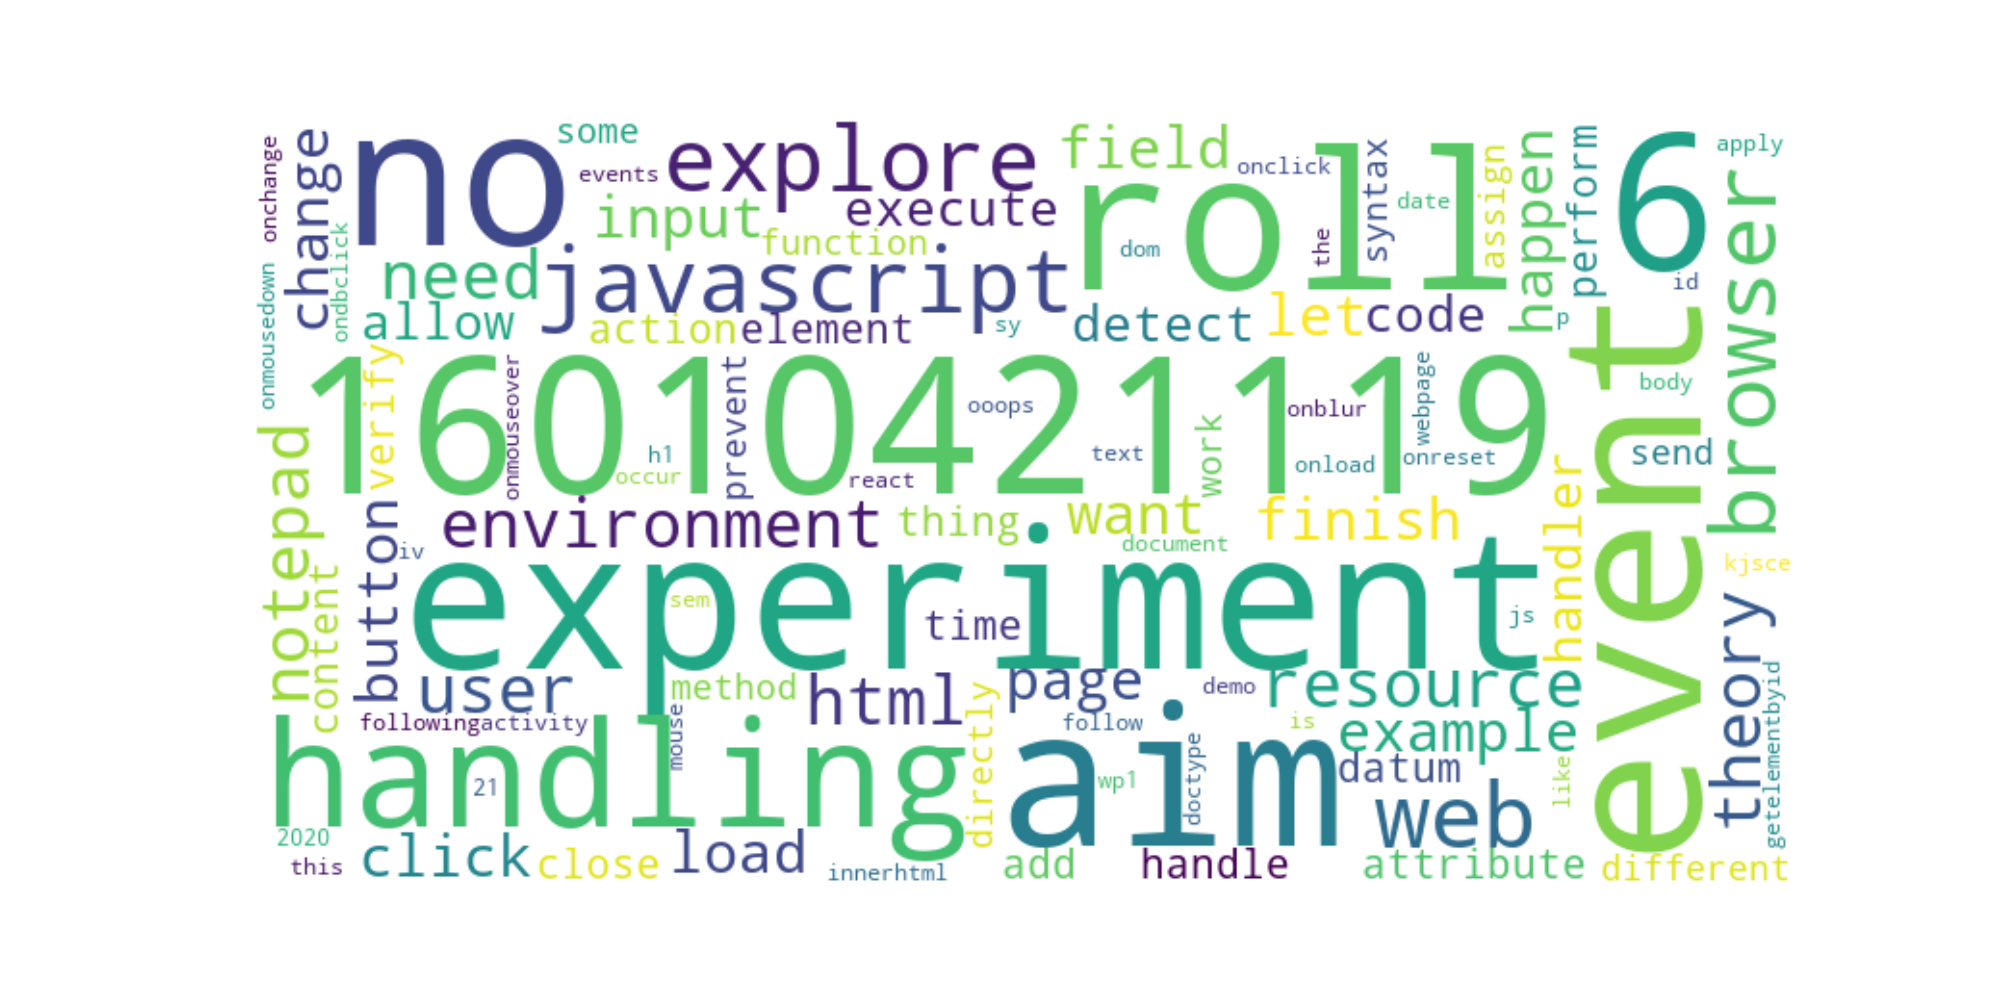 onchange
change
no
some
events
explore
field
onclick
syntax
date
assign
happen
perform
6
apply
ondbclick
input
execute
function
roll
the
dom
id
browser
onmousedown
need
javascript
allow
action
element
sy
detect
let
code
p
event
verify
16010421119
onmouseover
prevent
ooops
onblur
webpage
body
notepad
h1
occur
react
text
work
onload
onreset
send
button
environment
iv
thing
want
finish
document
handler
kjsce
content
experiment
sem
time
js
theory
user
method
html
directly
page
demo
resource
getelementbyid
following
activity
mouse
follow
is
example
handling
21
aim
wp1
doctype
datum
like
web
2020
this
click
close
load
innerhtml
add
handle
attribute
different